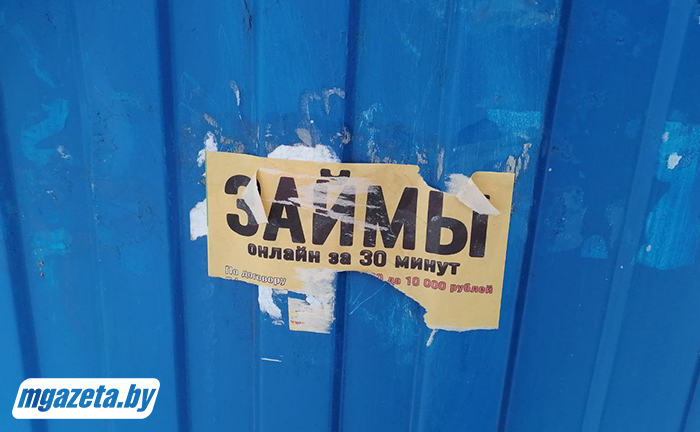 ЗАЙМЫ
онлайн за 30 минут
По договору до 10 000 рублей
mgazeta.by